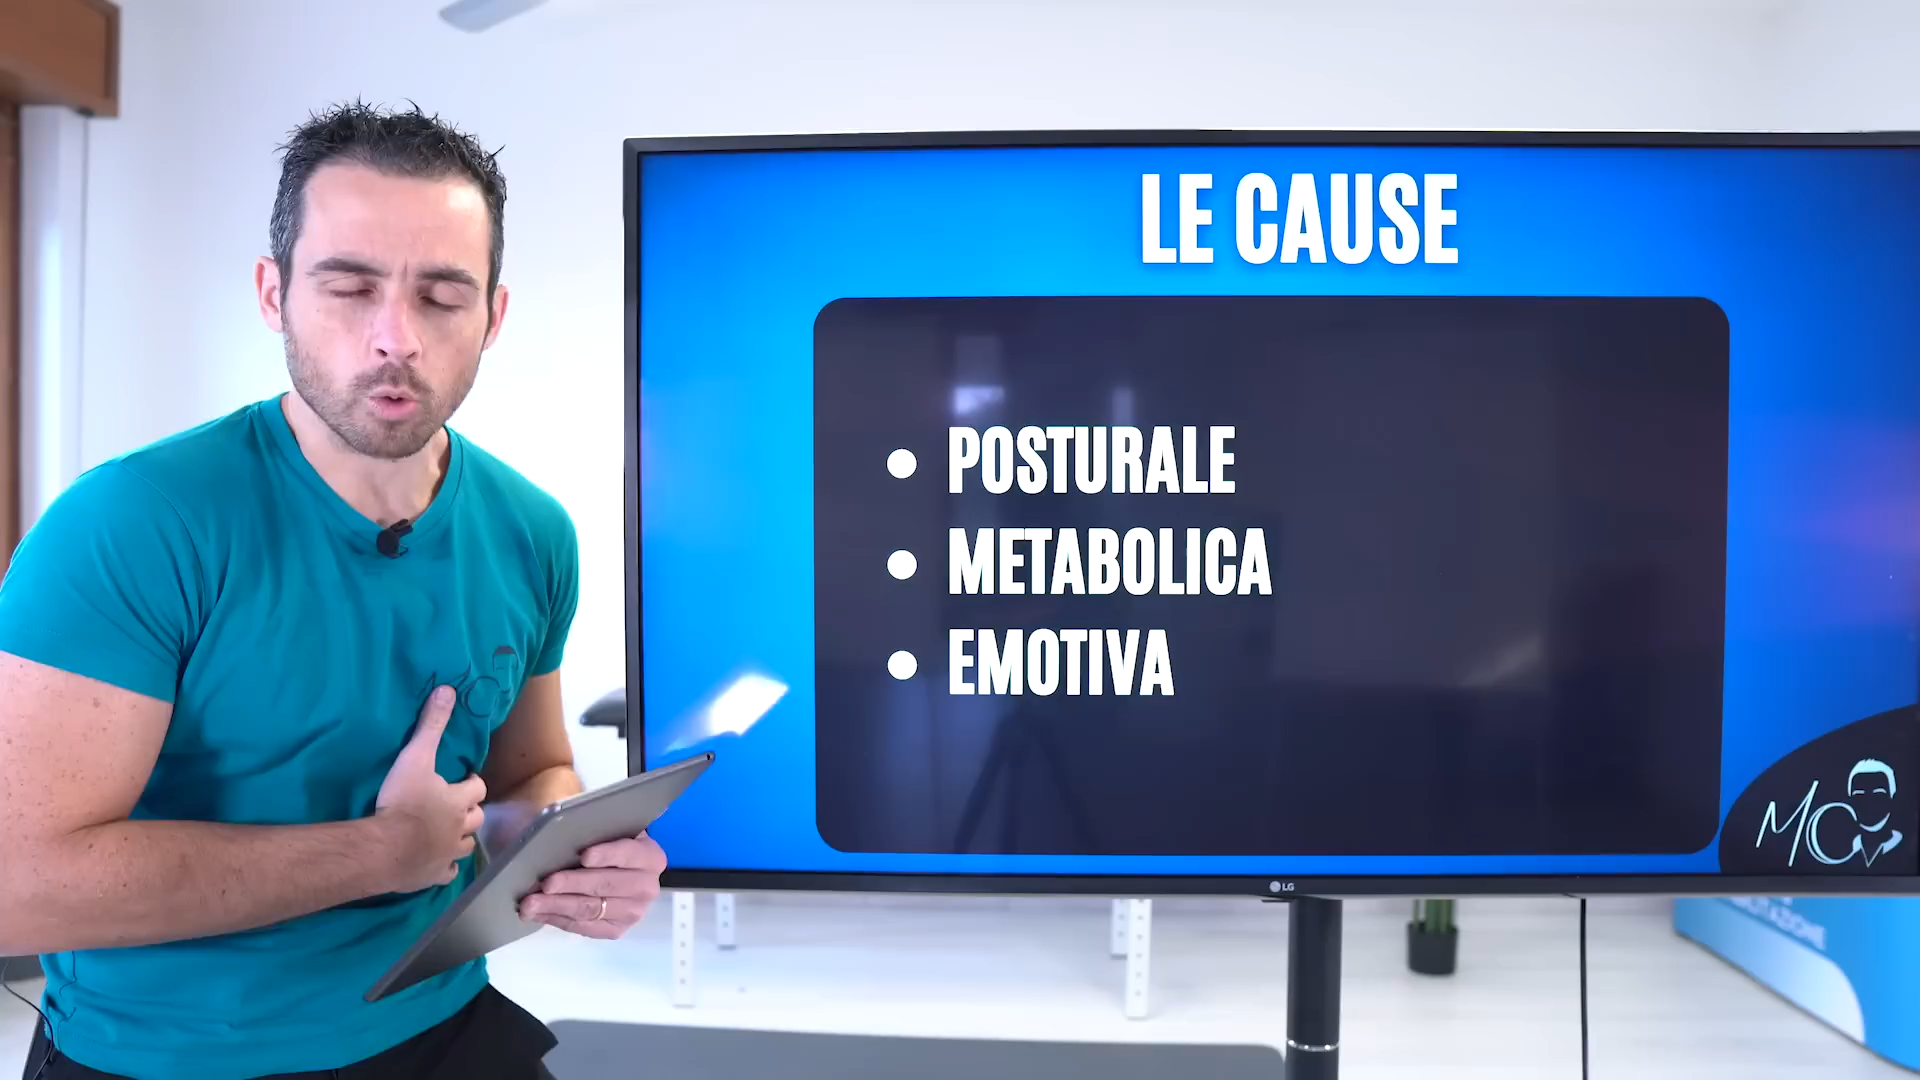 LE CAUSE
• POSTURALE
• METABOLICA
• EMOTIVA
MC
LG